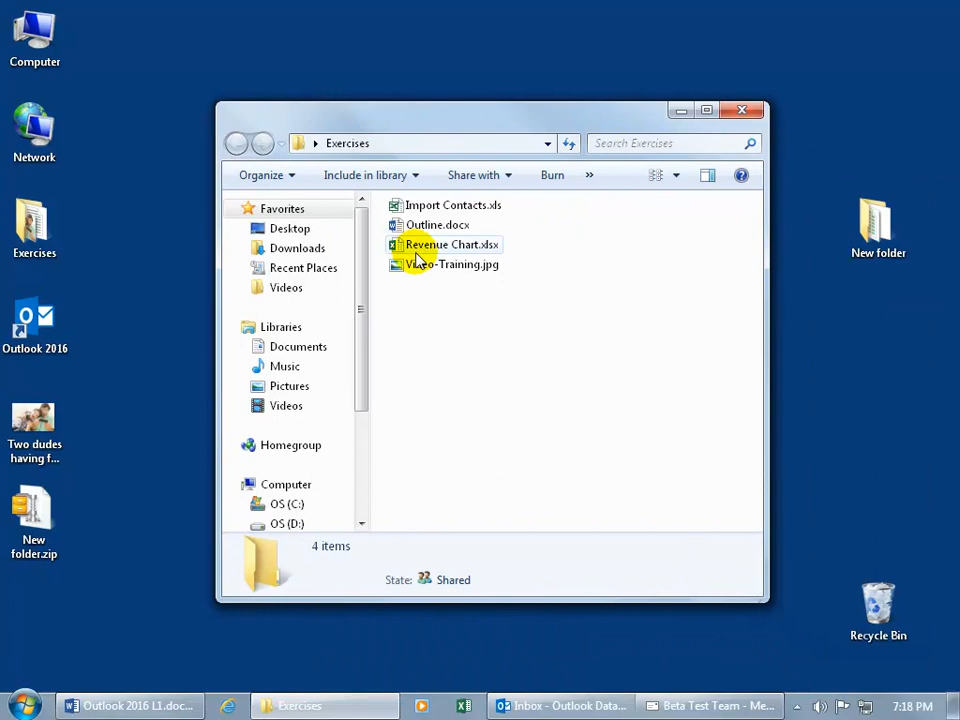 Computer
Network
Exercises
Outlook 2016
Two dudes
having f...
New
folder.zip
Exercises
Search Exercises
Organize
Include in library
Share with
Burn
»
Favorites
Desktop
Downloads
Recent Places
Videos
Libraries
Documents
Music
Pictures
Videos
Homegroup
Computer
OS (C:)
OS (D:)
Import Contacts.xls
Outline.docx
Revenue Chart.xlsx
Video-Training.jpg
4 items
State: Shared
New folder
Recycle Bin
Outlook 2016 L1.doc...
Exercises
Inbox - Outlook Data...
Beta Test Team - Me...
7:18 PM